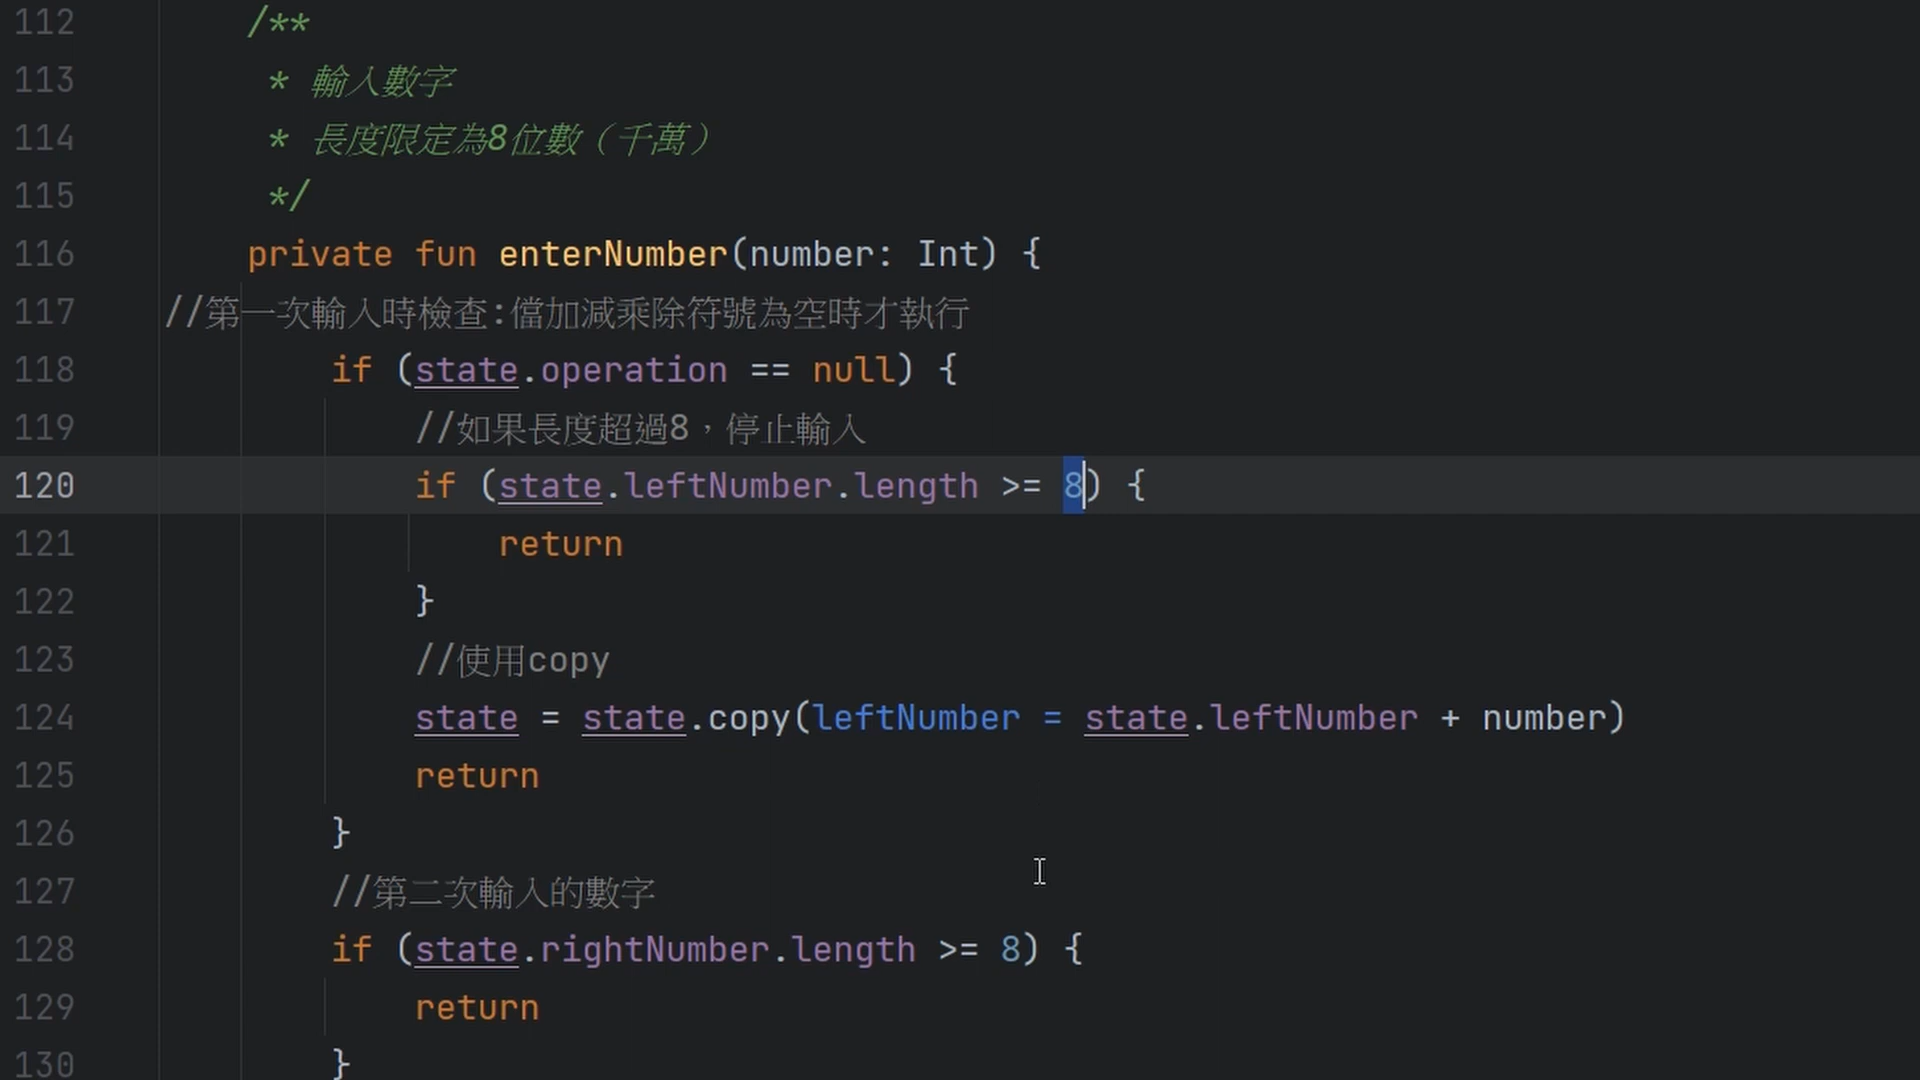 112 /**
113 * 輸入數字
114 * 長度限定為8位數（千萬）
115 */
116 private fun enterNumber(number: Int) {
117 //第一次輸入時檢查:儅加減乘除符號為空時才執行
118 if (state.operation == null) {
119 //如果長度超過8，停止輸入
120 if (state.leftNumber.length >= 8) {
121 return
122 }
123 //使用copy
124 state = state.copy(leftNumber = state.leftNumber + number)
125 return
126 }
127 //第二次輸入的數字
128 if (state.rightNumber.length >= 8) {
129 return
130 }